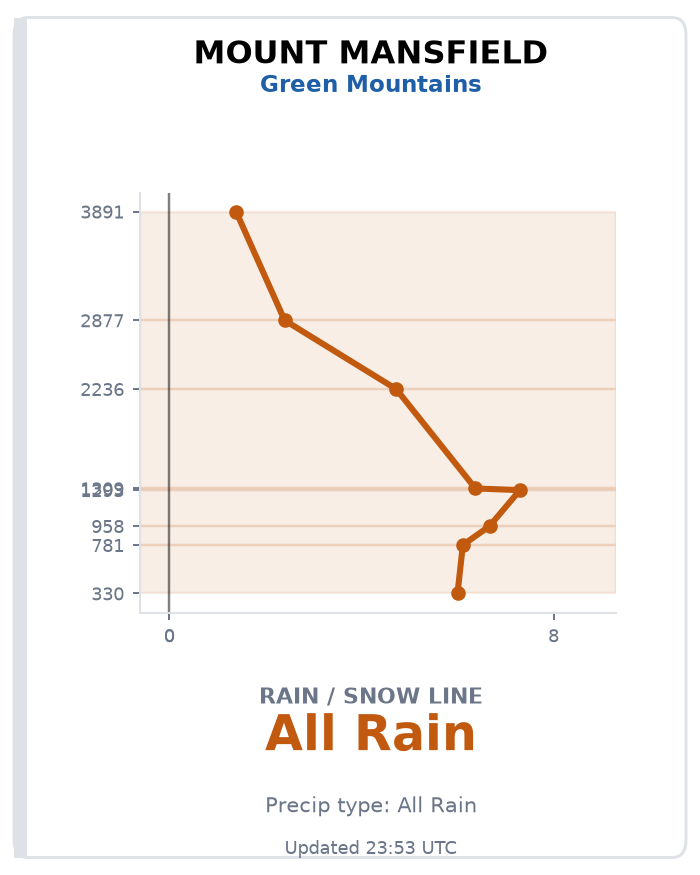 MOUNT MANSFIELD
Green Mountains
3891
2877
2236
958
781
330
0
8
RAIN / SNOW LINE
All Rain
Precip type: All Rain
Updated 23:53 UTC